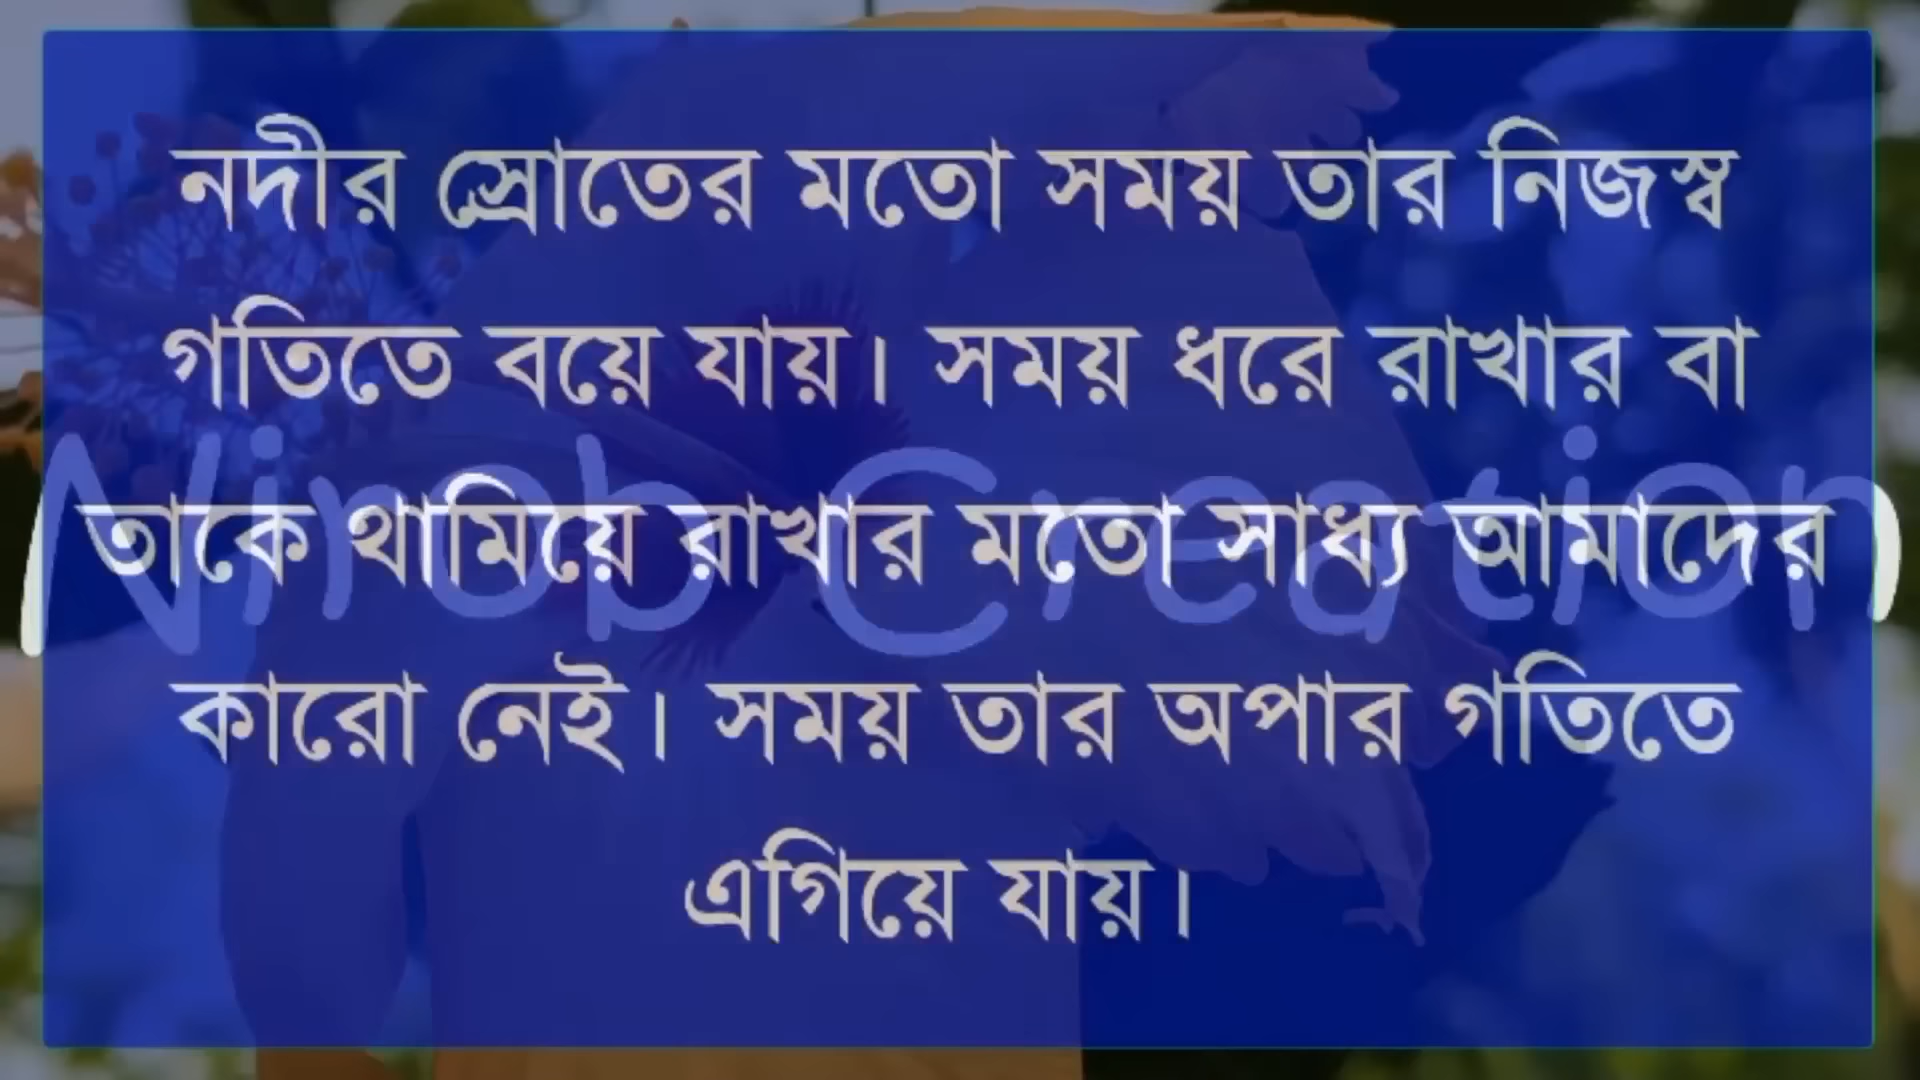 নদীর স্রোতের মতো সময় তার নিজস্ব
গতিতে বয়ে যায়। সময় ধরে রাখার বা
তাকে থামিয়ে রাখার মতো সাধ্য আমাদের
Nirob Creation
কারো নেই। সময় তার অপার গতিতে
এগিয়ে যায়।